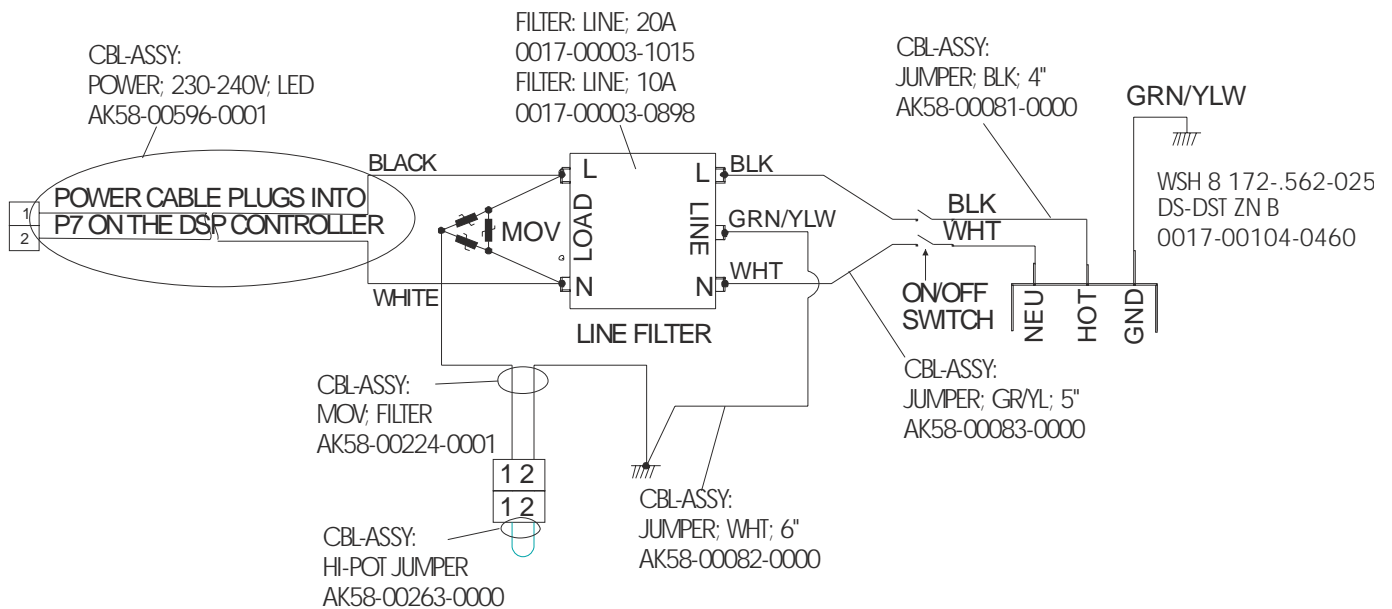 FILTER: LINE; 20A
0017-00003-1015
FILTER: LINE; 10A
0017-00003-0898
CBL-ASSY:
POWER; 230-240V; LED
AK58-00596-0001
CBL-ASSY:
JUMPER; BLK; 4"
AK58-00081-0000
GRN/YLW
BLACK
L
L
BLK
POWER CABLE PLUGS INTO
P7 ON THE DSP CONTROLLER
1
2
MOV
LOAD
LINE
GRN/YLW
BLK
WHT
WSH 8 172-.562-025
DS-DST ZN B
0017-00104-0460
WHITE
N
N
WHT
ON/OFF
SWITCH
NEU
HOT
GND
LINE FILTER
CBL-ASSY:
MOV; FILTER
AK58-00224-0001
CBL-ASSY:
JUMPER; GR/YL; 5"
AK58-00083-0000
1 2
1 2
CBL-ASSY:
JUMPER; WHT; 6"
AK58-00082-0000
CBL-ASSY:
HI-POT JUMPER
AK58-00263-0000